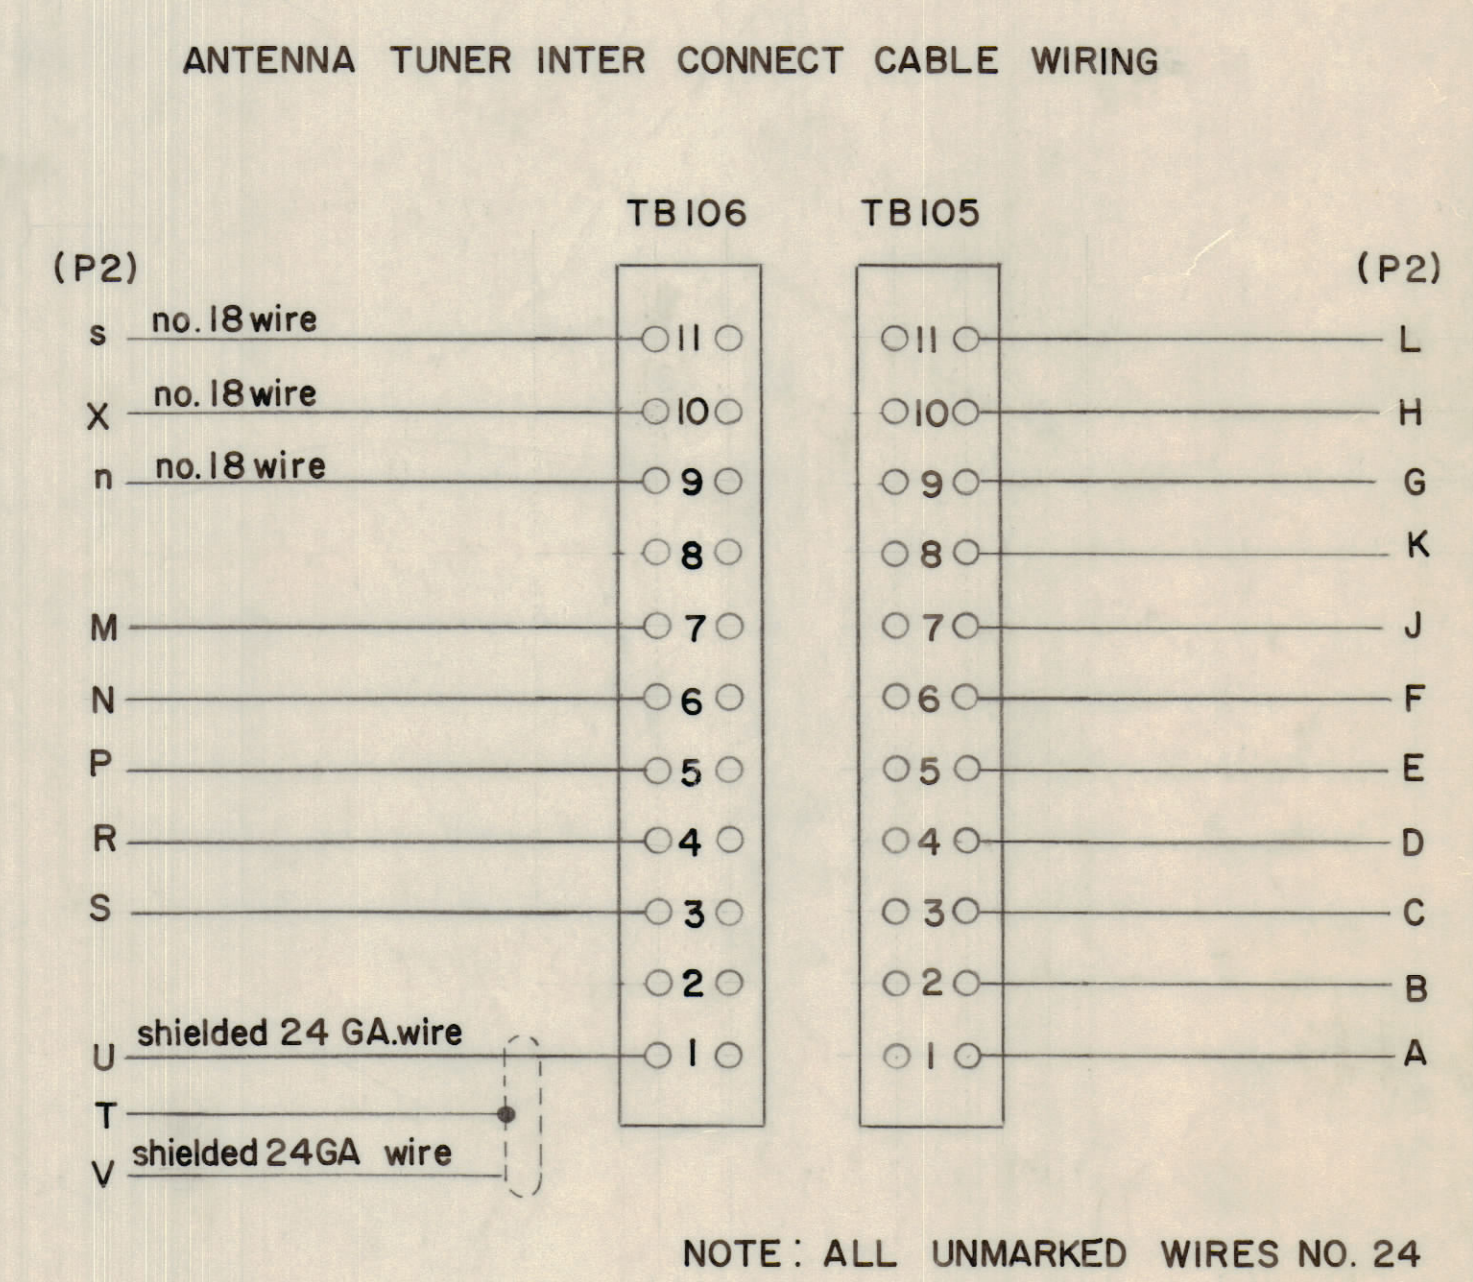 ANTENNA TUNER INTER CONNECT CABLE WIRING
TB106 TB105
(P2) (P2)
s no. 18 wire 11 11 L
X no. 18 wire 10 10 H
n no. 18 wire 9 9 G
8 8 K
M 7 7 J
N 6 6 F
P 5 5 E
R 4 4 D
S 3 3 C
2 2 B
U shielded 24 GA. wire 1 1 A
T
V shielded 24GA wire
NOTE: ALL UNMARKED WIRES NO. 24